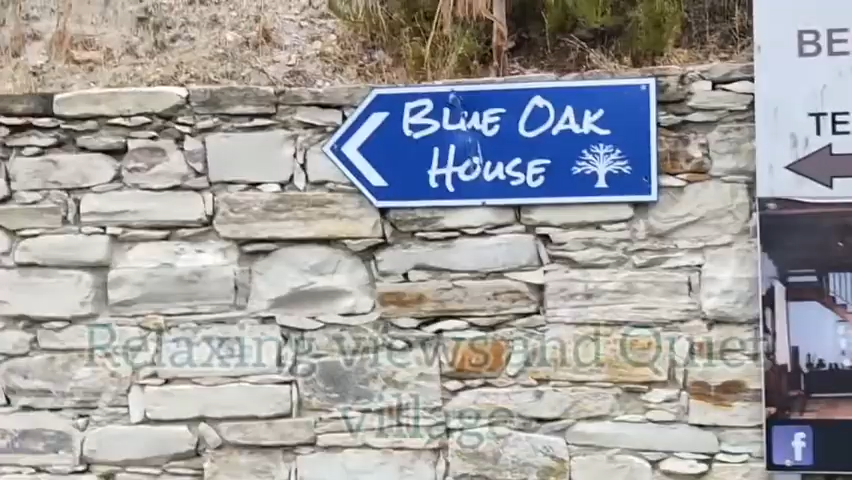 BLUE OAK
HOUSE
BE
TE
Relaxing views and Quiet
village
f